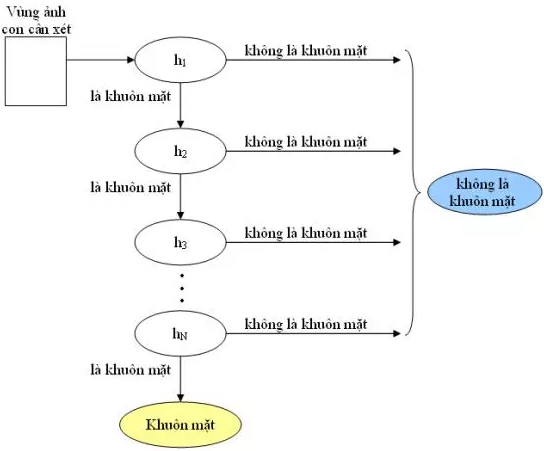 Vùng ảnh
con cần xét
h1
không là khuôn mặt
là khuôn mặt
h2
không là khuôn mặt
là khuôn mặt
h3
không là khuôn mặt
không là
khuôn mặt
hN
không là khuôn mặt
là khuôn mặt
Khuôn mặt